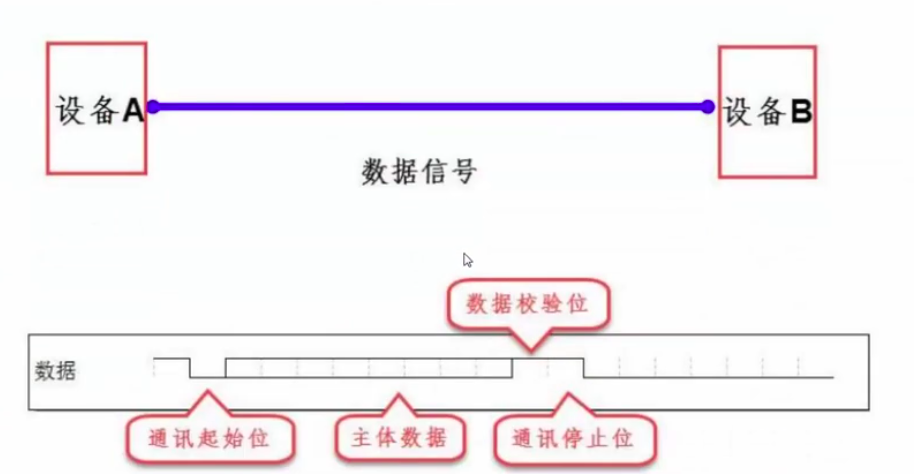 设备A
设备B
数据信号
数据校验位
数据
通讯起始位
主体数据
通讯停止位